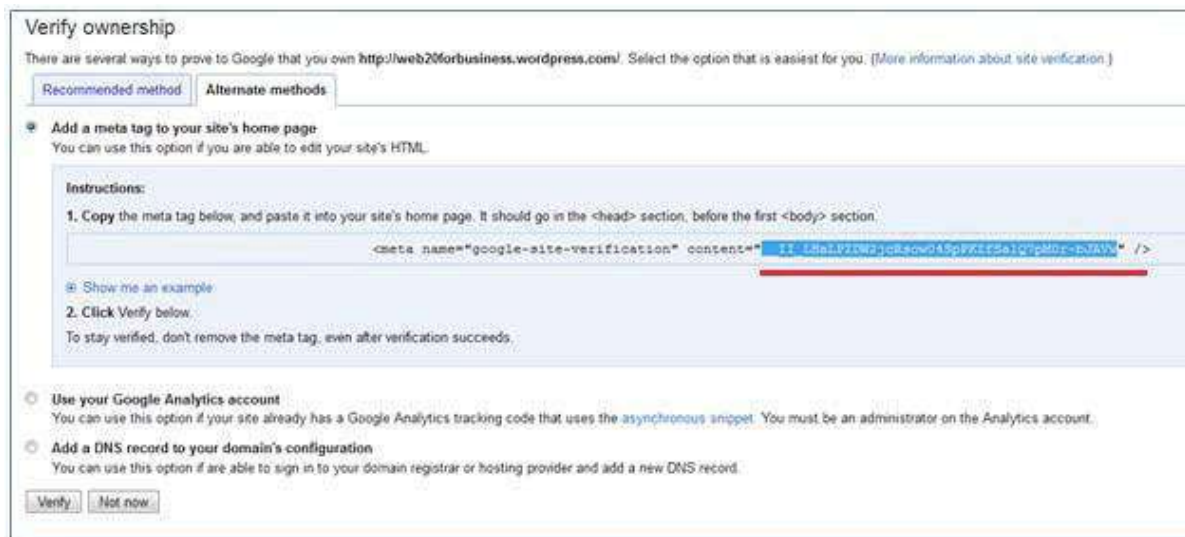 Verify ownership
There are several ways to prove to Google that you own http://web20forbusiness.wordpress.com/. Select the option that is easiest for you. (More information about site verification.)
Recommended method Alternate methods
Add a meta tag to your site's home page
You can use this option if you are able to edit your site's HTML.
Instructions:
1. Copy the meta tag below, and paste it into your site's home page. It should go in the <head> section, before the first <body> section.
<meta name="google-site-verification" content=" " />
Show me an example
2. Click Verify below.
To stay verified, don't remove the meta tag, even after verification succeeds.
Use your Google Analytics account
You can use this option if your site already has a Google Analytics tracking code that uses the asynchronous snippet. You must be an administrator on the Analytics account.
Add a DNS record to your domain's configuration
You can use this option if are able to sign in to your domain registrar or hosting provider and add a new DNS record.
Verify Not now